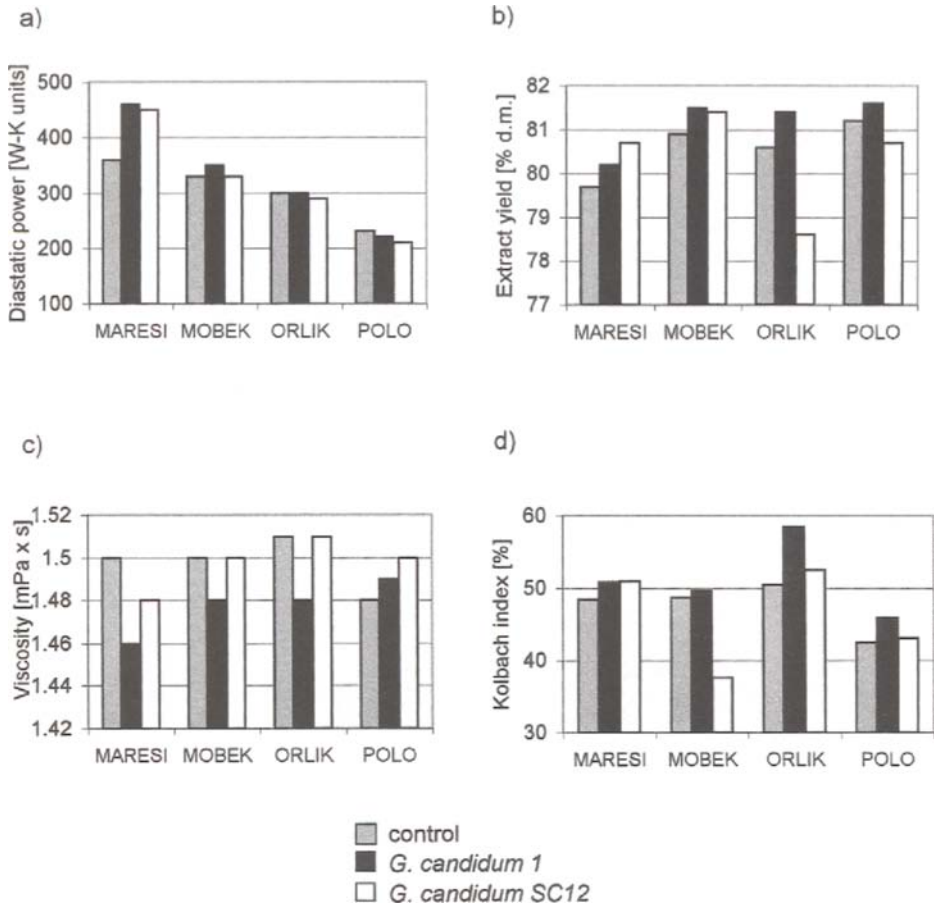 a)
Diastatic power [W-K units]
500
400
300
200
100
MARESI MOBEK ORLIK POLO
b)
Extract yield [% d.m.]
82
81
80
79
78
77
MARESI MOBEK ORLIK POLO
c)
Viscosity [mPa x s]
1.52
1.5
1.48
1.46
1.44
1.42
MARESI MOBEK ORLIK POLO
d)
Kolbach index [%]
60
50
40
30
MARESI MOBEK ORLIK POLO
control
G. candidum 1
G. candidum SC12